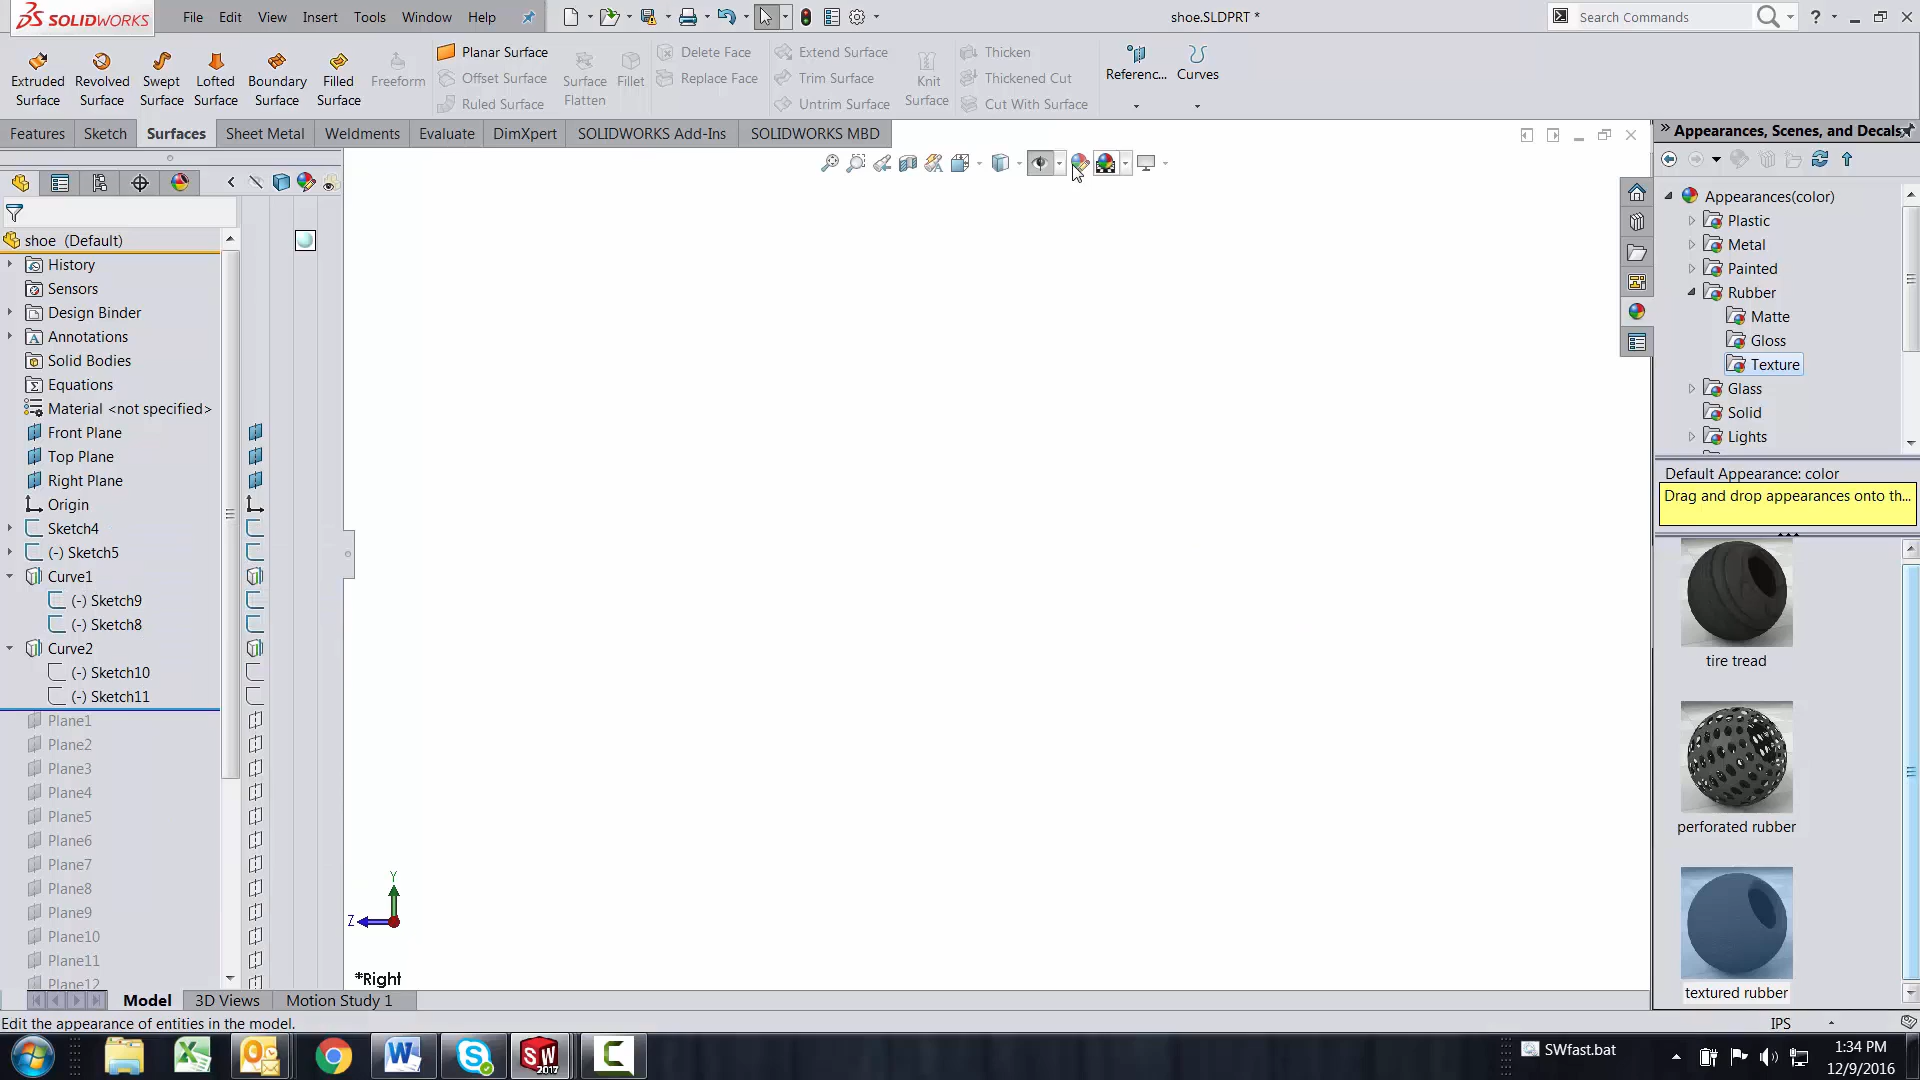 SOLIDWORKS
File Edit View Insert Tools Window Help
shoe.SLDPRT *
Search Commands
Extruded Surface
Revolved Surface
Swept Surface
Lofted Surface
Boundary Surface
Filled Surface
Freeform
Planar Surface
Offset Surface
Ruled Surface
Surface Flatten
Fillet
Delete Face
Replace Face
Extend Surface
Trim Surface
Untrim Surface
Knit Surface
Thicken
Thickened Cut
Cut With Surface
Referenc...
Curves
Features Sketch Surfaces Sheet Metal Weldments Evaluate DimXpert SOLIDWORKS Add-Ins SOLIDWORKS MBD
shoe (Default)
History
Sensors
Design Binder
Annotations
Solid Bodies
Equations
Material <not specified>
Front Plane
Top Plane
Right Plane
Origin
Sketch4
(-) Sketch5
Curve1
(-) Sketch9
(-) Sketch8
Curve2
(-) Sketch10
(-) Sketch11
Plane1
Plane2
Plane3
Plane4
Plane5
Plane6
Plane7
Plane8
Plane9
Plane10
Plane11
Plane12
Y
Z
*Right
Appearances, Scenes, and Decals
Appearances(color)
Plastic
Metal
Painted
Rubber
Matte
Gloss
Texture
Glass
Solid
Lights
Default Appearance: color
Drag and drop appearances onto th...
tire tread
perforated rubber
textured rubber
Model 3D Views Motion Study 1
Edit the appearance of entities in the model.
IPS
SW 2017
SWfast.bat
1:34 PM
12/9/2016